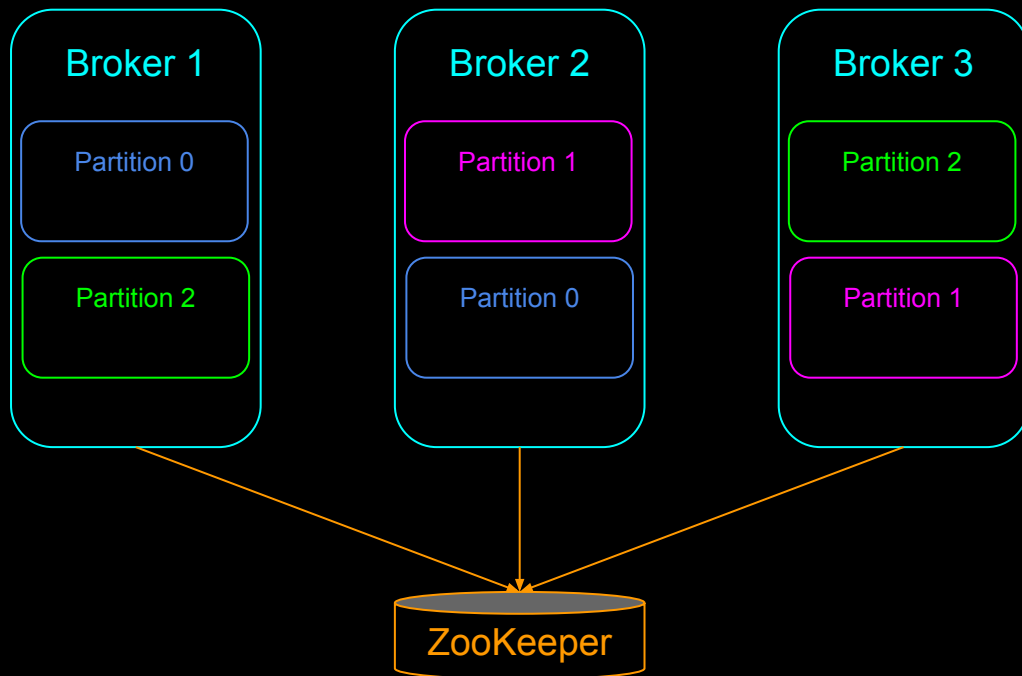 Broker 1
Partition 0
Partition 2
Broker 2
Partition 1
Partition 0
Broker 3
Partition 2
Partition 1
ZooKeeper